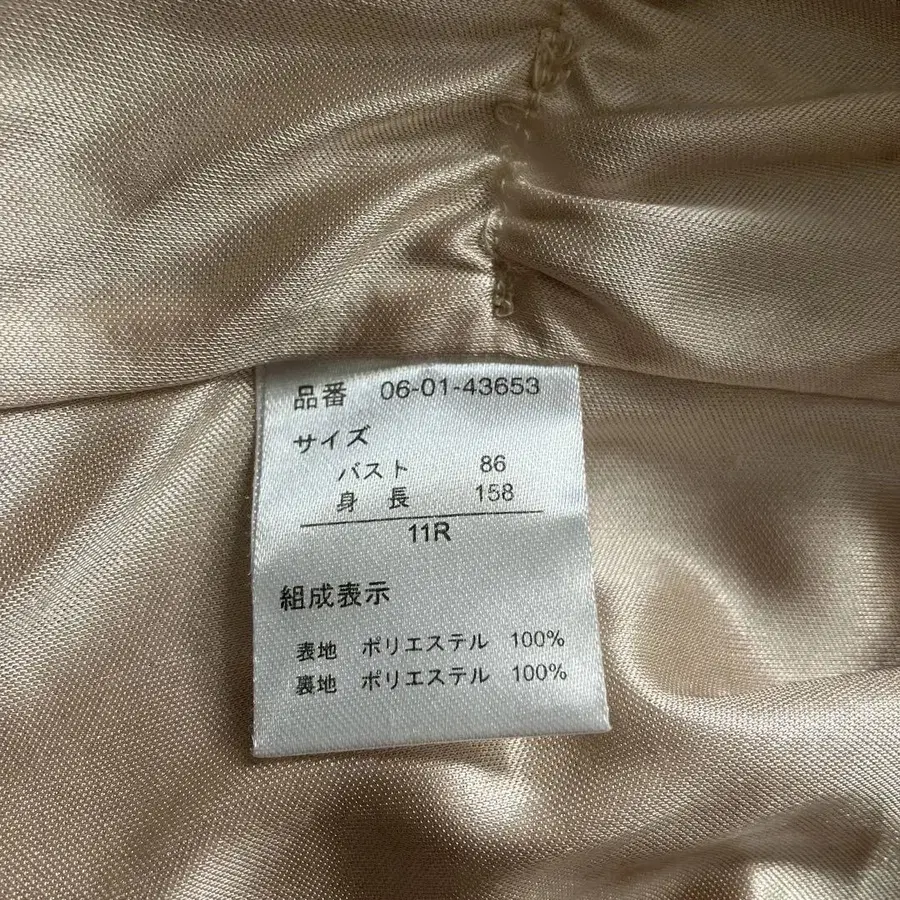 品番 06-01-43653
サイズ
バスト 86
身長 158
11R
組成表示
表地 ポリエステル 100%
裏地 ポリエステル 100%